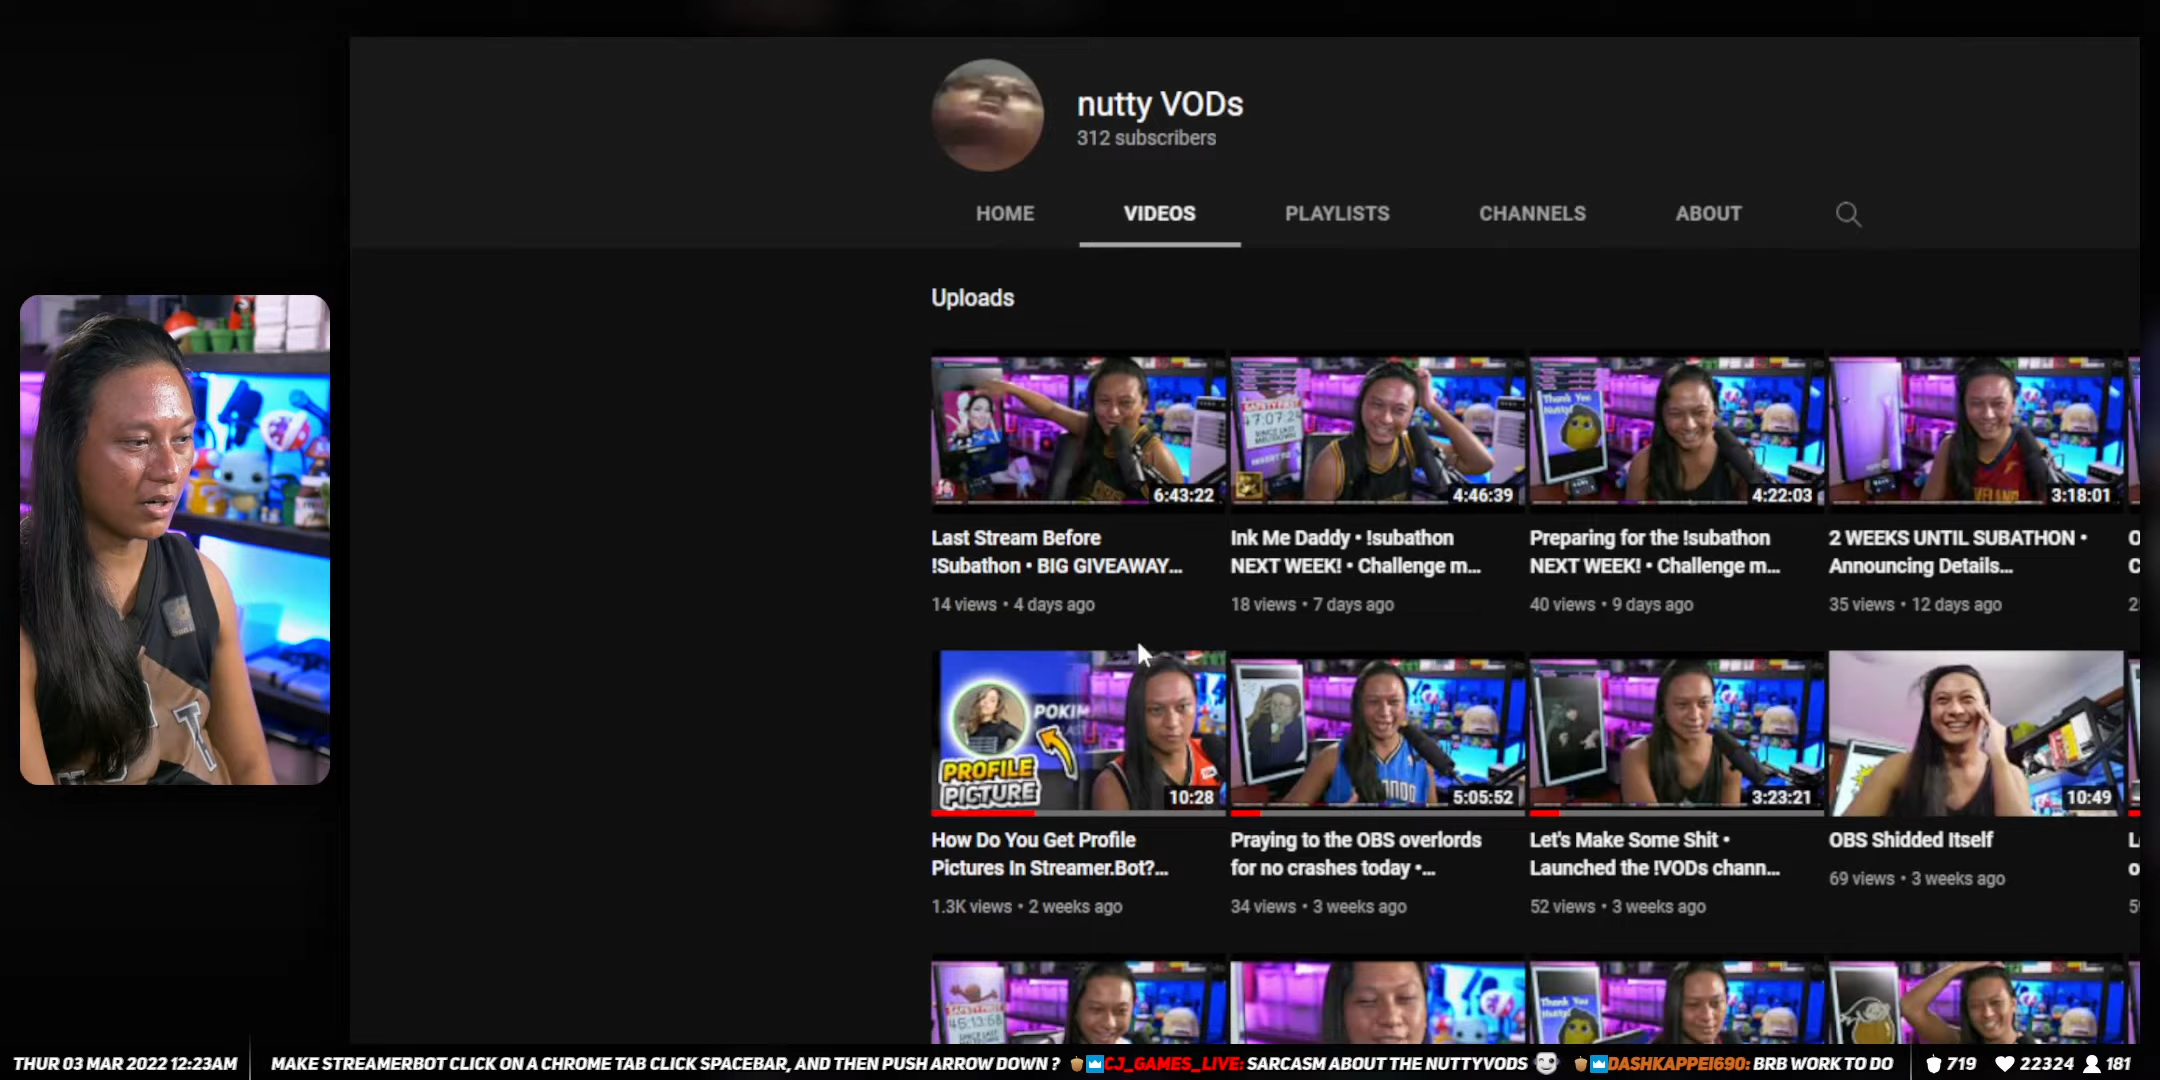 nutty VODs
312 subscribers
HOME VIDEOS PLAYLISTS CHANNELS ABOUT
Uploads
6:43:22 4:46:39 4:22:03 3:18:01
Last Stream Before
!Subathon • BIG GIVEAWAY...
14 views • 4 days ago
Ink Me Daddy • !subathon
NEXT WEEK! • Challenge m...
18 views • 7 days ago
Thank You
Nutty!
Preparing for the !subathon
NEXT WEEK! • Challenge m...
40 views • 9 days ago
2 WEEKS UNTIL SUBATHON •
Announcing Details...
35 views • 12 days ago
PROFILE
PICTURE
10:28 5:05:52 3:23:21 10:49
How Do You Get Profile
Pictures In Streamer.Bot?...
1.3K views • 2 weeks ago
Praying to the OBS overlords
for no crashes today •...
34 views • 3 weeks ago
Let's Make Some Shit •
Launched the !VODs chann...
52 views • 3 weeks ago
OBS Shidded Itself
69 views • 3 weeks ago
Thank You
Nutty!
THUR 03 MAR 2022 12:23AM MAKE STREAMERBOT CLICK ON A CHROME TAB CLICK SPACEBAR, AND THEN PUSH ARROW DOWN ? CJ_GAMES_LIVE: SARCASM ABOUT THE NUTTYVODS DASHKAPPEI690: BRB WORK TO DO 719 22324 181